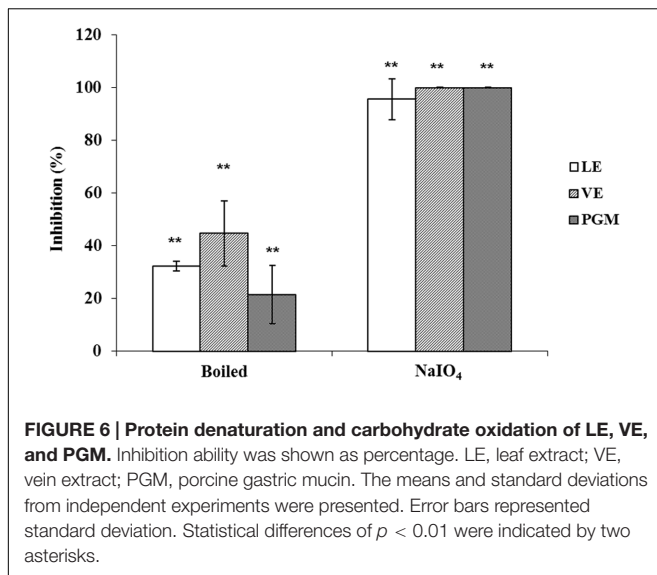 120
100
80
60
40
20
0
Inhibition (%)
** ** **
** ** **
Boiled NaIO₄
LE
VE
PGM
FIGURE 6 | Protein denaturation and carbohydrate oxidation of LE, VE,
and PGM. Inhibition ability was shown as percentage. LE, leaf extract; VE,
vein extract; PGM, porcine gastric mucin. The means and standard deviations
from independent experiments were presented. Error bars represented
standard deviation. Statistical differences of p < 0.01 were indicated by two
asterisks.